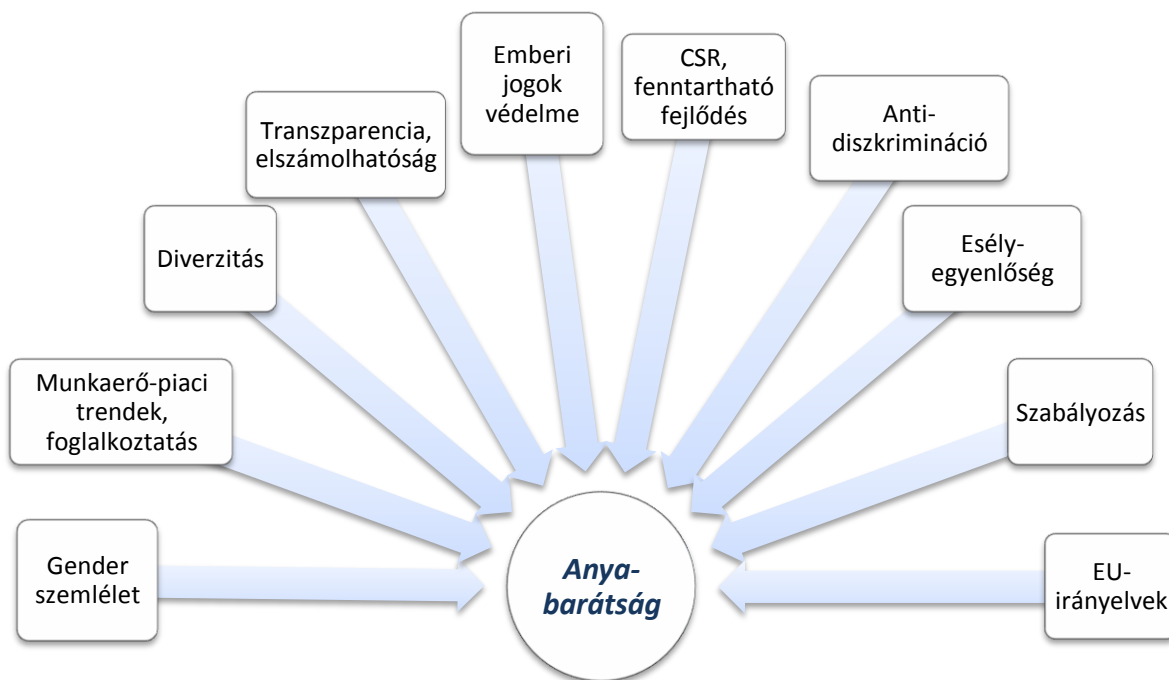 Emberi
jogok
védelme
CSR,
fenntartható
fejlődés
Anti-
diszkrimináció
Transzparencia,
elszámolhatóság
Esély-
egyenlőség
Diverzitás
Munkaerő-piaci
trendek,
foglalkoztatás
Szabályozás
Gender
szemlélet
Anya-
barátság
EU-
irányelvek